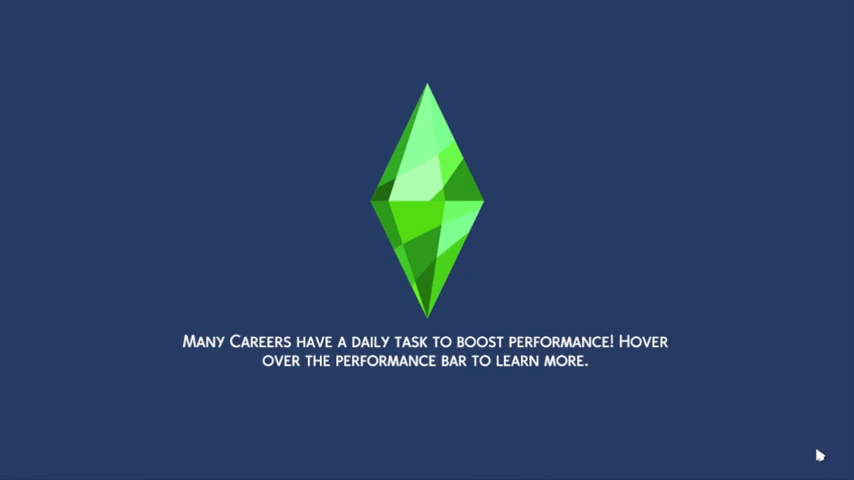 Many Careers have a daily task to boost performance! Hover
over the performance bar to learn more.